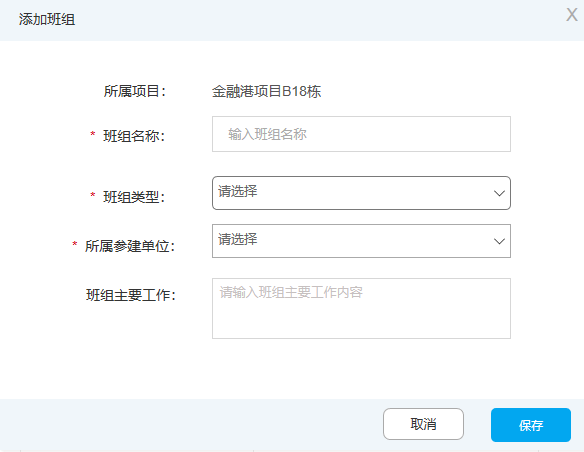 添加班组 X
所属项目: 金融港项目B18栋
* 班组名称: 输入班组名称
* 班组类型: 请选择
* 所属参建单位: 请选择
班组主要工作: 请输入班组主要工作内容
取消 保存